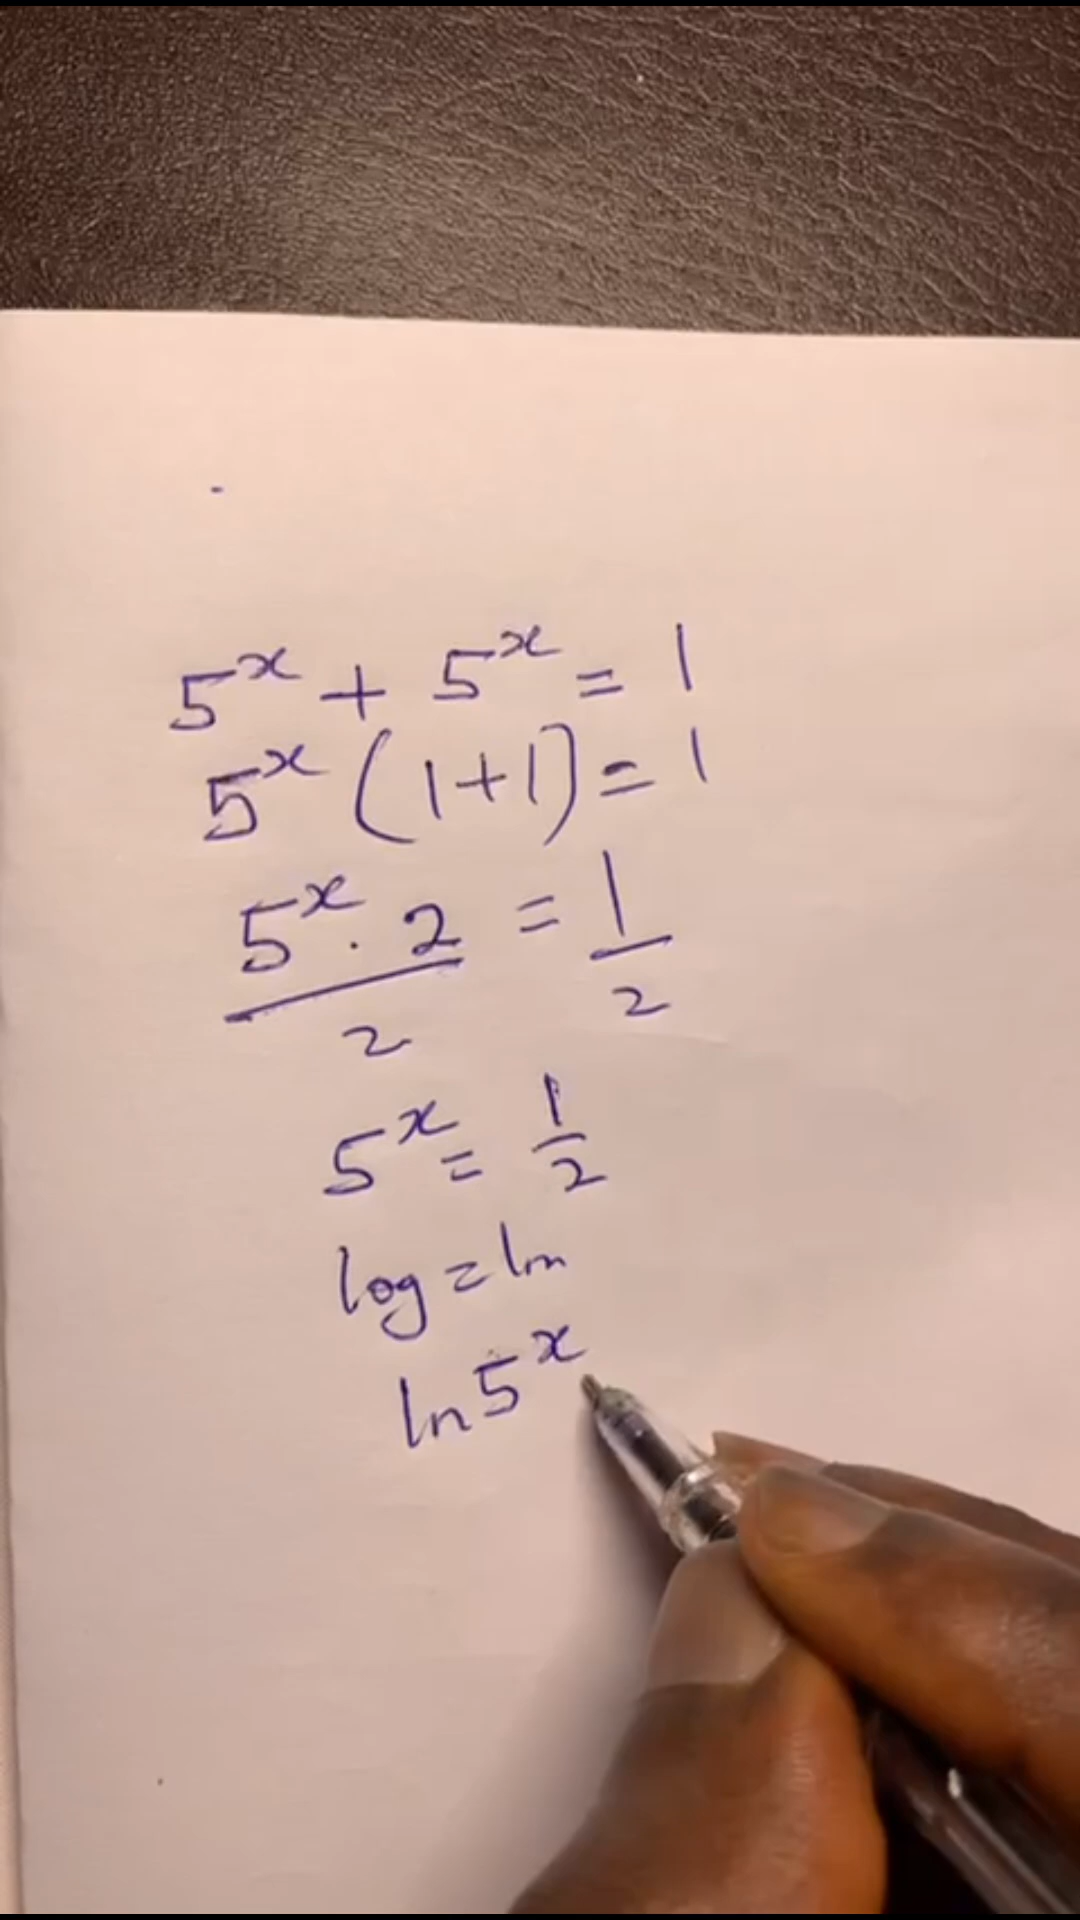 5^x + 5^x = 1
5^x (1+1) = 1
5^x . 2 / 2 = 1 / 2
5^x = 1/2
log = ln
ln 5^x